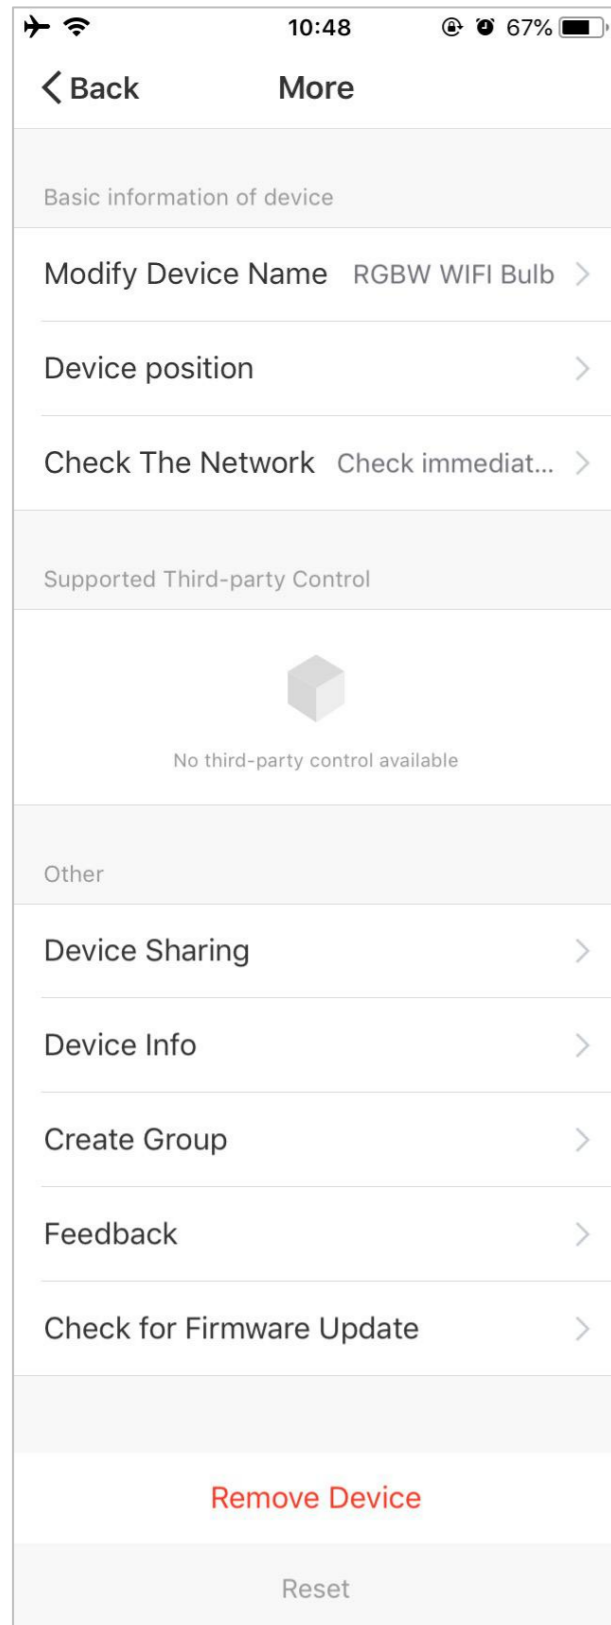 10:48 67%
Back More
Basic information of device
Modify Device Name RGBW WIFI Bulb
Device position
Check The Network Check immediat...
Supported Third-party Control
No third-party control available
Other
Device Sharing
Device Info
Create Group
Feedback
Check for Firmware Update
Remove Device
Reset